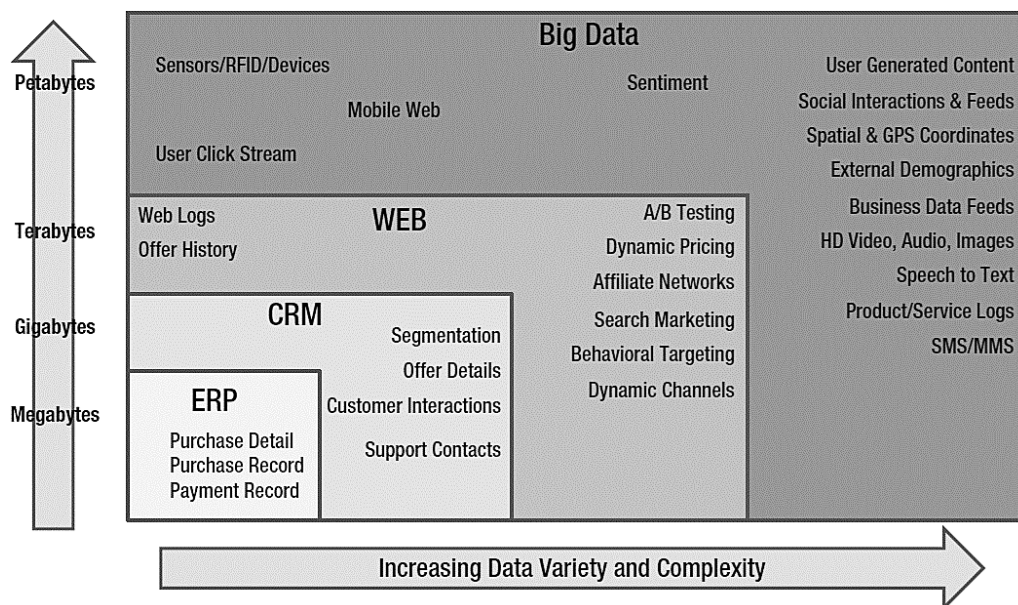 Big Data
Petabytes
Sensors/RFID/Devices
Mobile Web
User Click Stream
Sentiment
User Generated Content
Social Interactions & Feeds
Spatial & GPS Coordinates
External Demographics
Business Data Feeds
HD Video, Audio, Images
Speech to Text
Product/Service Logs
SMS/MMS
Terabytes
WEB
Web Logs
Offer History
A/B Testing
Dynamic Pricing
Affiliate Networks
Search Marketing
Behavioral Targeting
Dynamic Channels
Gigabytes
CRM
Segmentation
Offer Details
Customer Interactions
Support Contacts
Megabytes
ERP
Purchase Detail
Purchase Record
Payment Record
Increasing Data Variety and Complexity